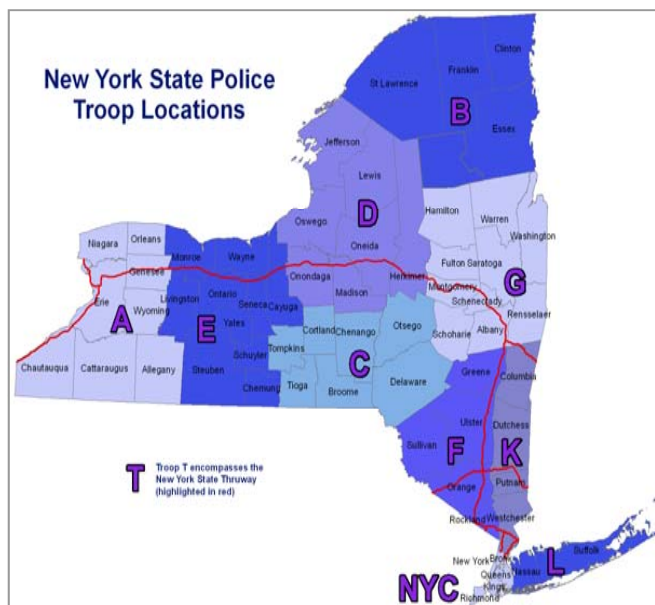 New York State Police
Troop Locations
Clinton
Franklin
St Lawrence
B
Essex
Jefferson
Lewis
Hamilton
Warren
Washington
Oswego
D
Oneida
Niagara
Orleans
Monroe
Wayne
Genesee
Onondaga
Herkimer
Madison
Fulton
Saratoga
G
Montgomery
Schenectady
Rensselaer
Erie
A
Wyoming
Livingston
Ontario
Seneca
Cayuga
E
Yates
Cortland
Chenango
Otsego
Schoharie
Albany
Tompkins
C
Schuyler
Steuben
Chautauqua
Cattaraugus
Allegany
Chemung
Tioga
Broome
Delaware
Greene
Columbia
Ulster
Dutchess
Sullivan
F
K
Putnam
Orange
Rockland
Westchester
T
Troop T encompasses the
New York State Thruway
(highlighted in red)
New York
Bronx
Queens
Kings
Nassau
Suffolk
L
NYC
Richmond